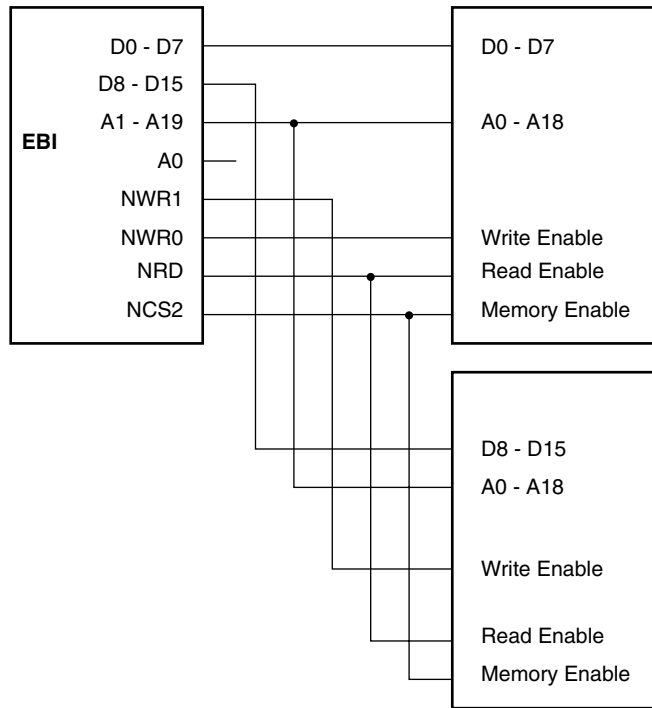 EBI
D0 - D7
D8 - D15
A1 - A19
A0
NWR1
NWR0
NRD
NCS2
D0 - D7
A0 - A18
Write Enable
Read Enable
Memory Enable
D8 - D15
A0 - A18
Write Enable
Read Enable
Memory Enable